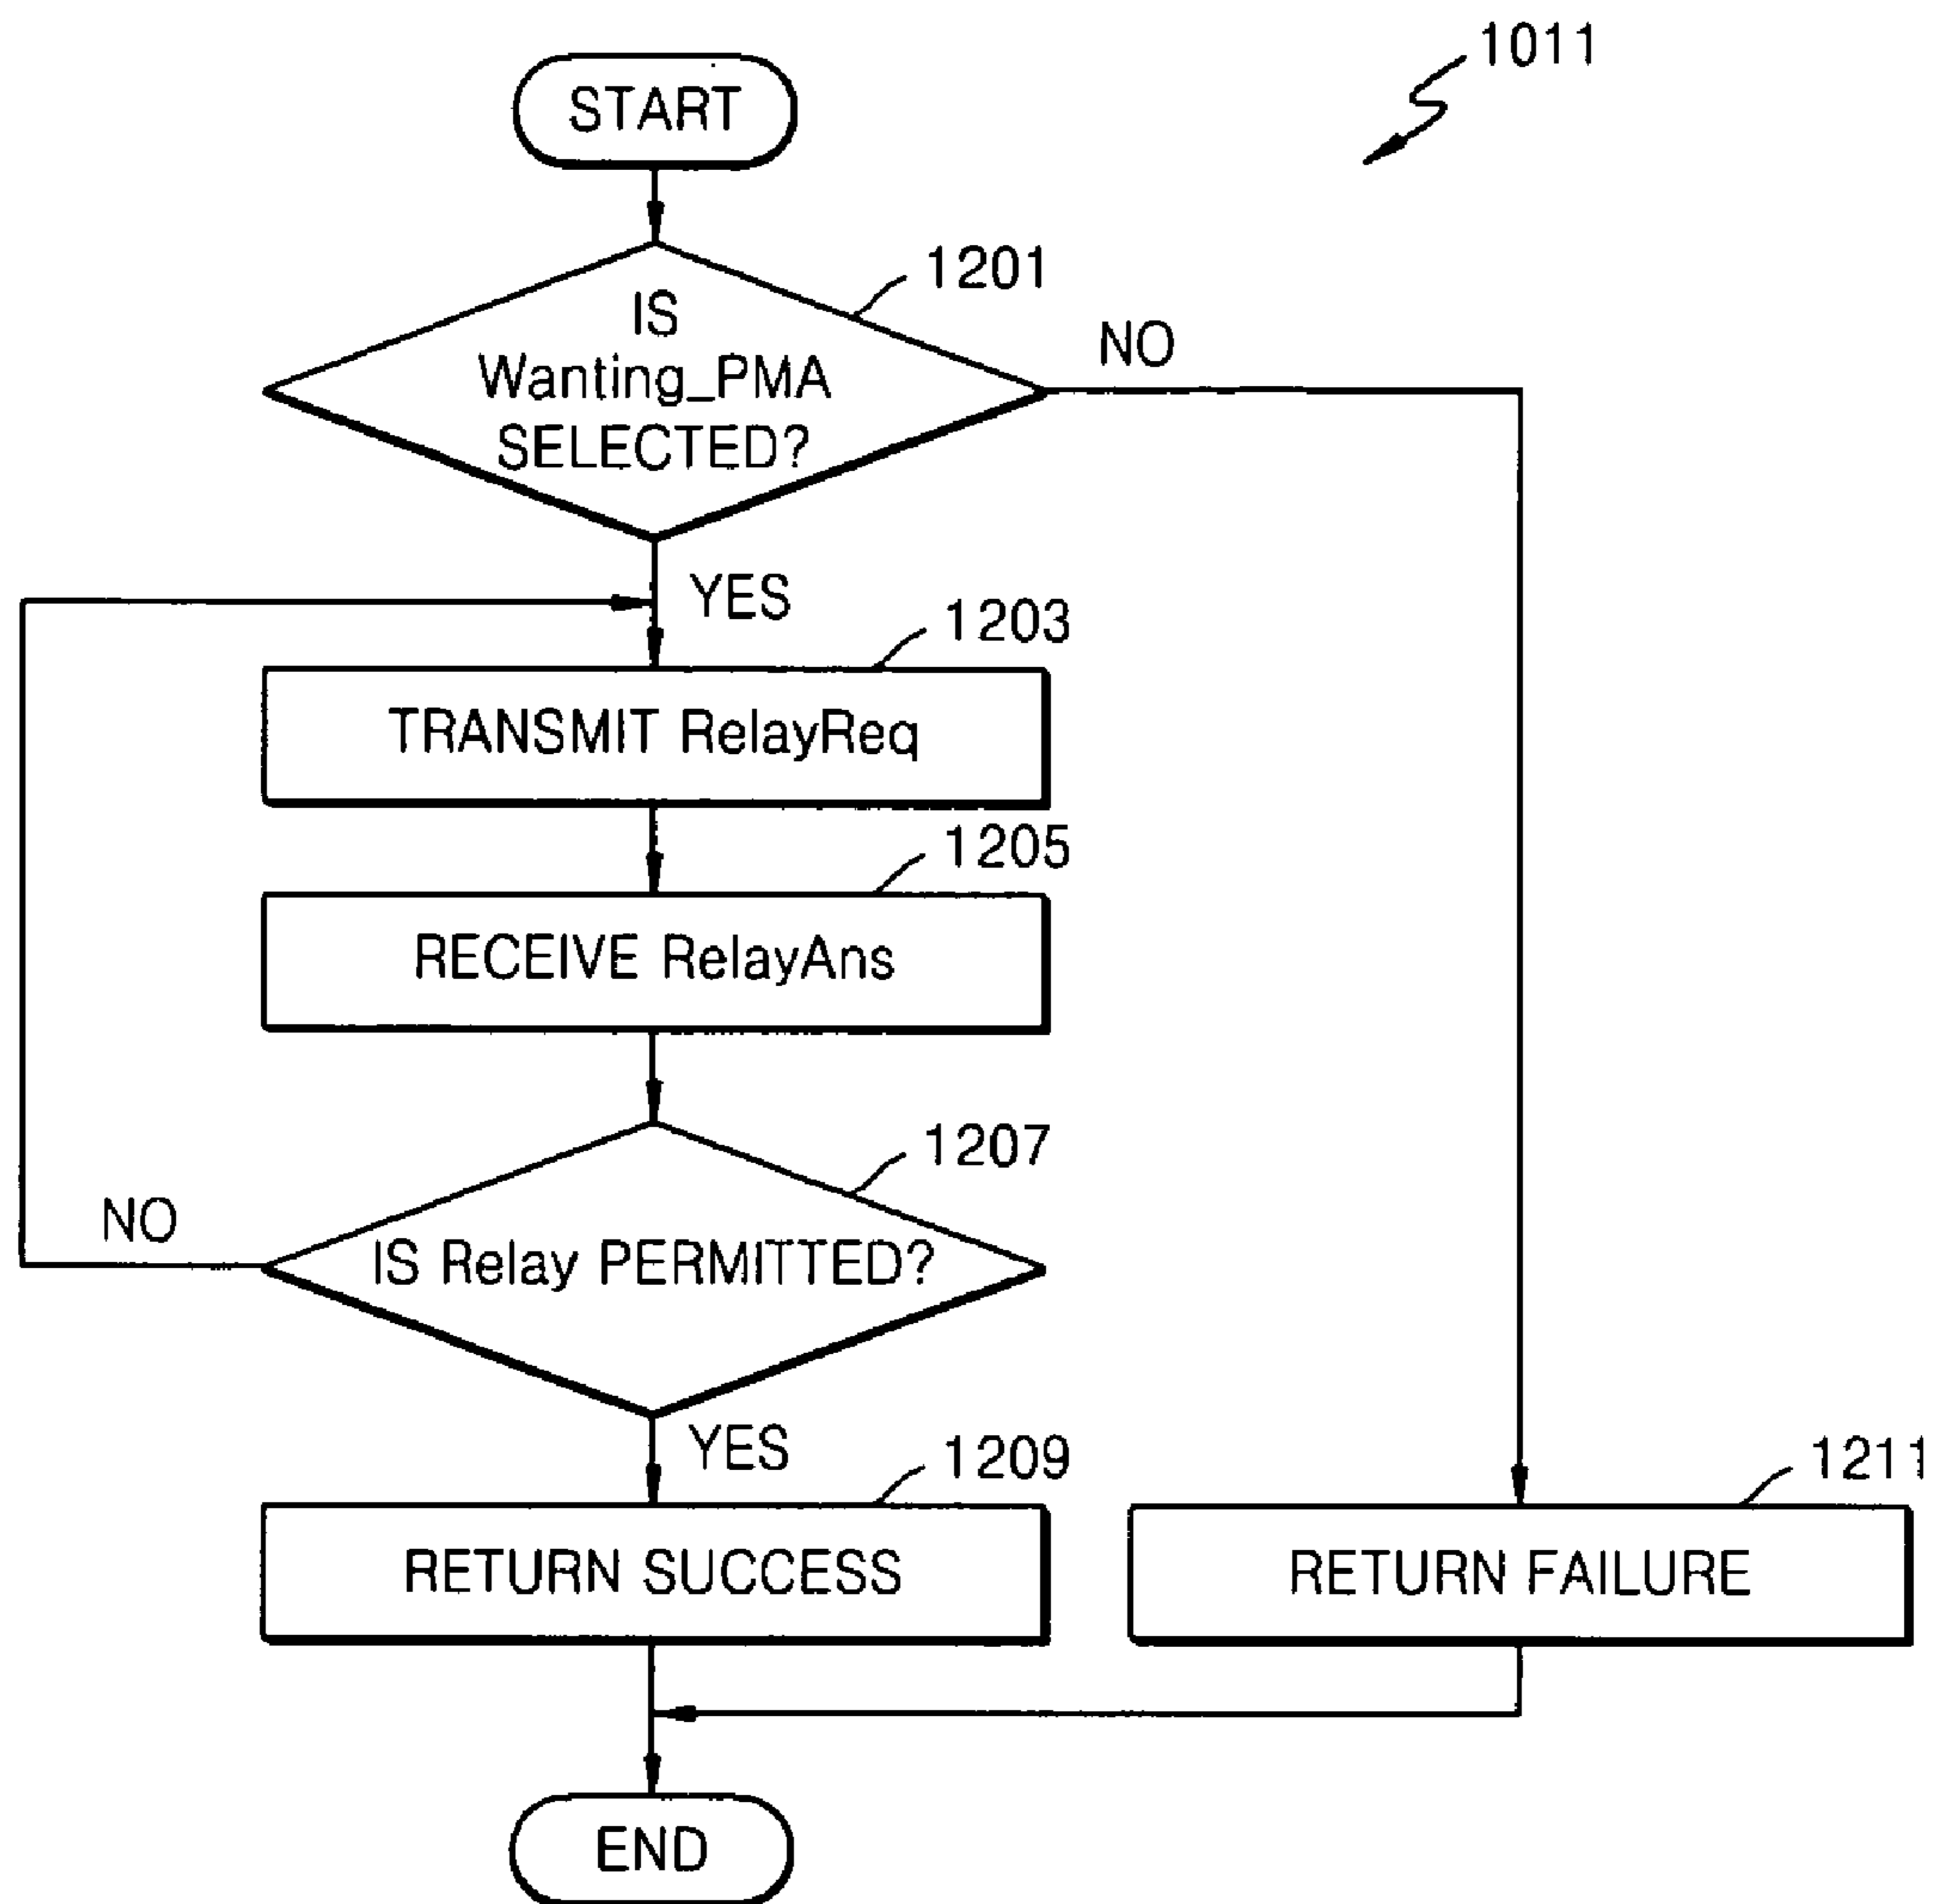 1011
START
1201
IS
Wanting_PMA
SELECTED?
NO
YES
1203
TRANSMIT RelayReq
1205
RECEIVE RelayAns
1207
NO
IS Relay PERMITTED?
YES
1209
1211
RETURN SUCCESS
RETURN FAILURE
END